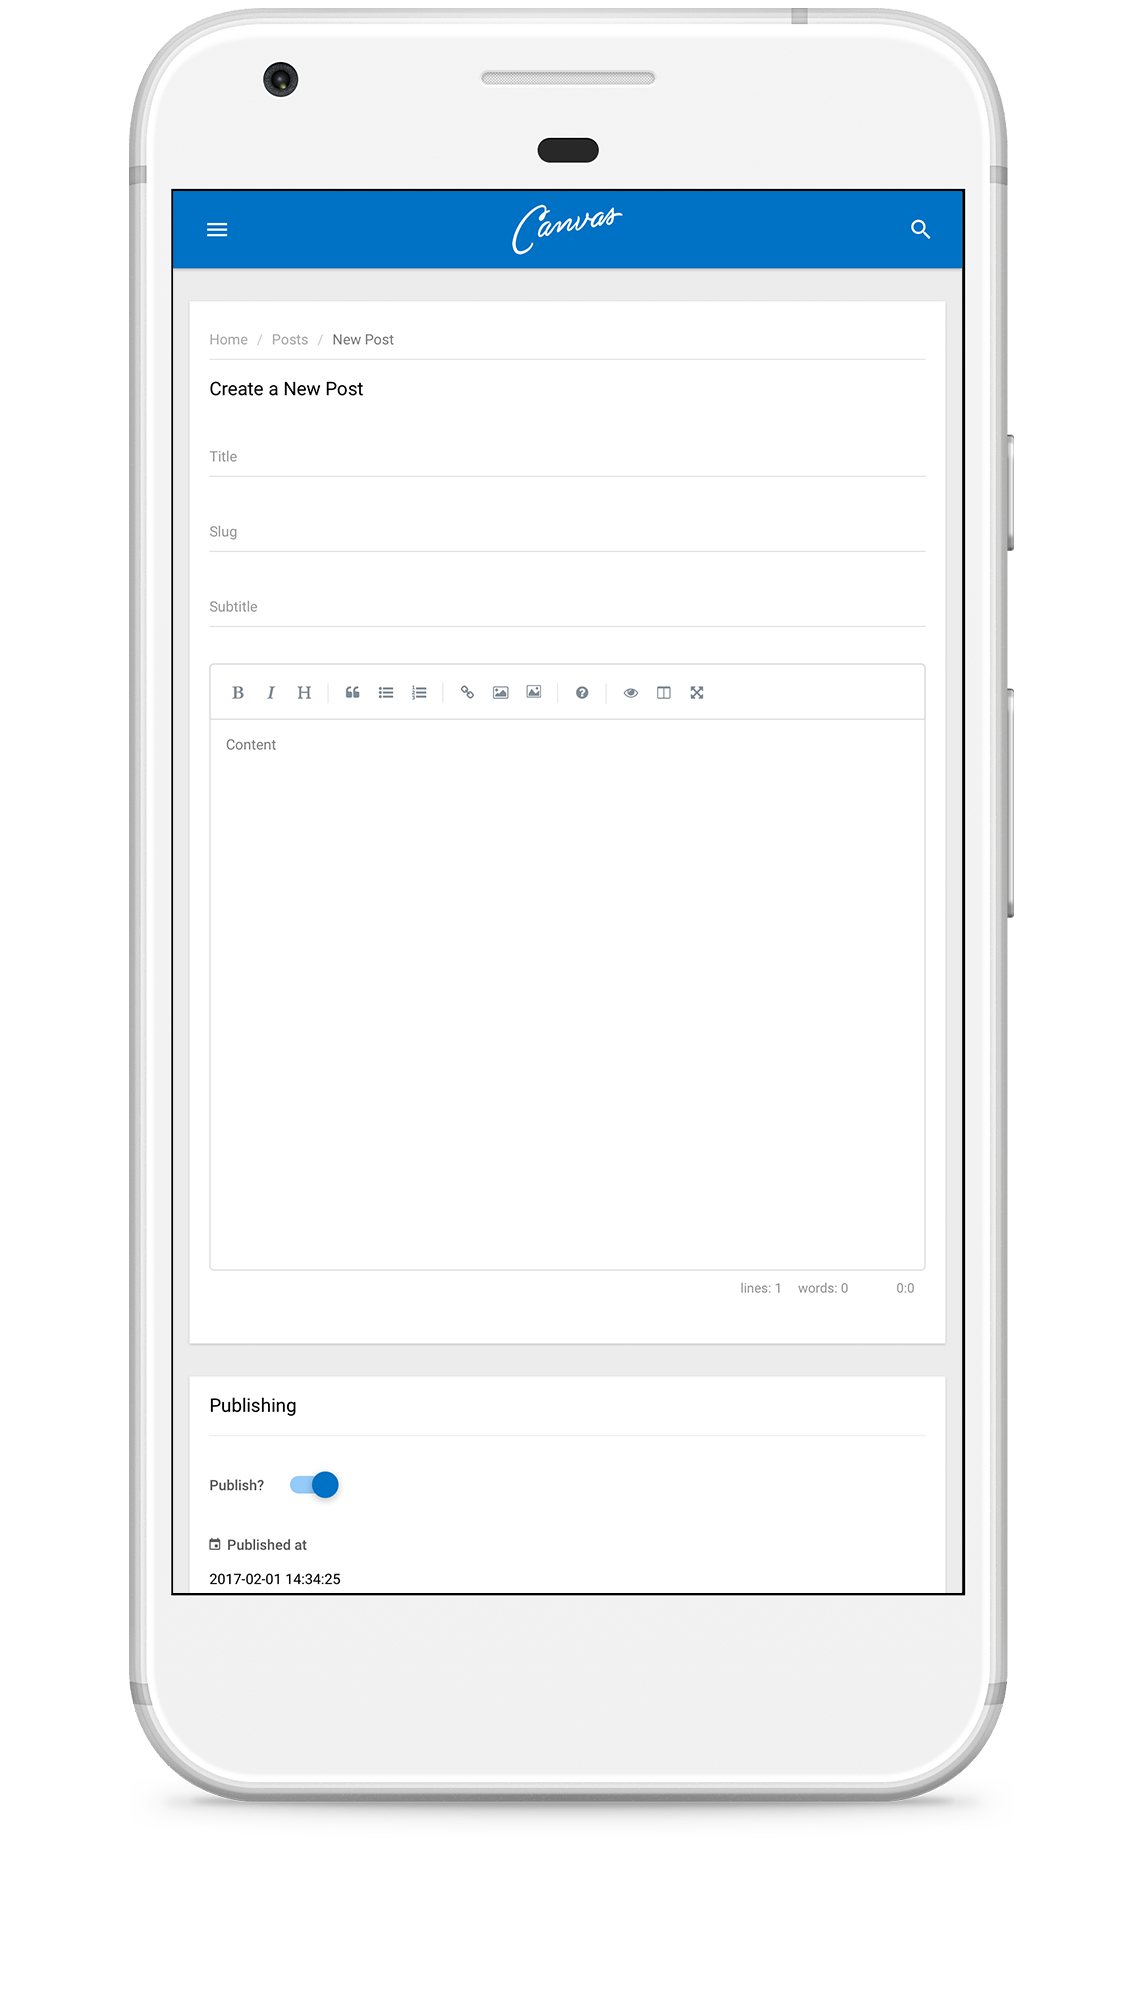 Canvas
Home / Posts / New Post
Create a New Post
Title
Slug
Subtitle
B I H
Content
lines: 1 words: 0 0:0
Publishing
Publish?
Published at
2017-02-01 14:34:25